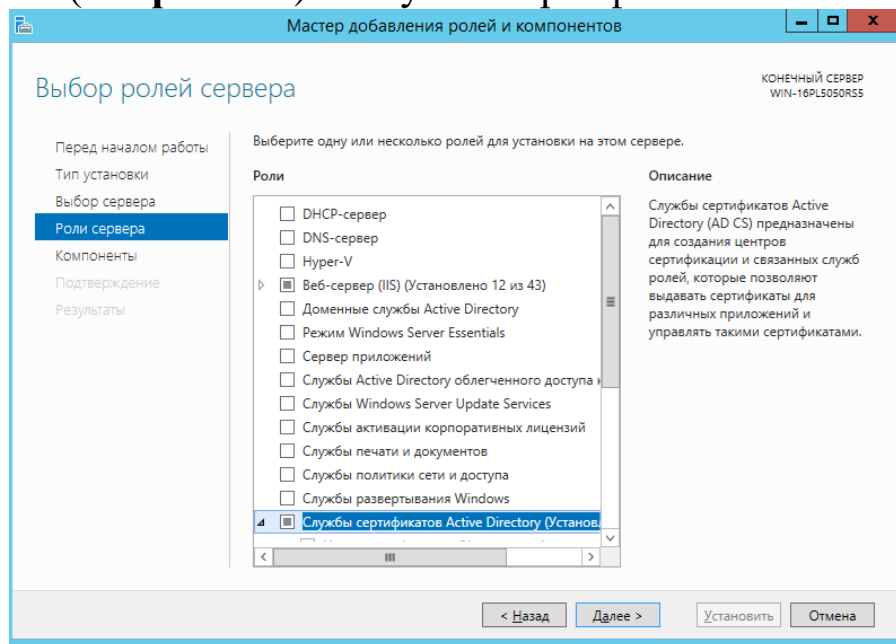 Мастер добавления ролей и компонентов
Выбор ролей сервера
КОНЕЧНЫЙ СЕРВЕР
WIN-16PL5050RS5
Перед началом работы
Тип установки
Выбор сервера
Роли сервера
Компоненты
Подтверждение
Результаты
Выберите одну или несколько ролей для установки на этом сервере.
Роли
DHCP-сервер
DNS-сервер
Hyper-V
Веб-сервер (IIS) (Установлено 12 из 43)
Доменные службы Active Directory
Режим Windows Server Essentials
Сервер приложений
Службы Active Directory облегченного доступа
Службы Windows Server Update Services
Службы активации корпоративных лицензий
Службы печати и документов
Службы политики сети и доступа
Службы развертывания Windows
Службы сертификатов Active Directory (Установ
Описание
Службы сертификатов Active
Directory (AD CS) предназначены
для создания центров
сертификации и связанных служб
ролей, которые позволяют
выдавать сертификаты для
различных приложений и
управлять такими сертификатами.
< Назад
Далее >
Установить
Отмена